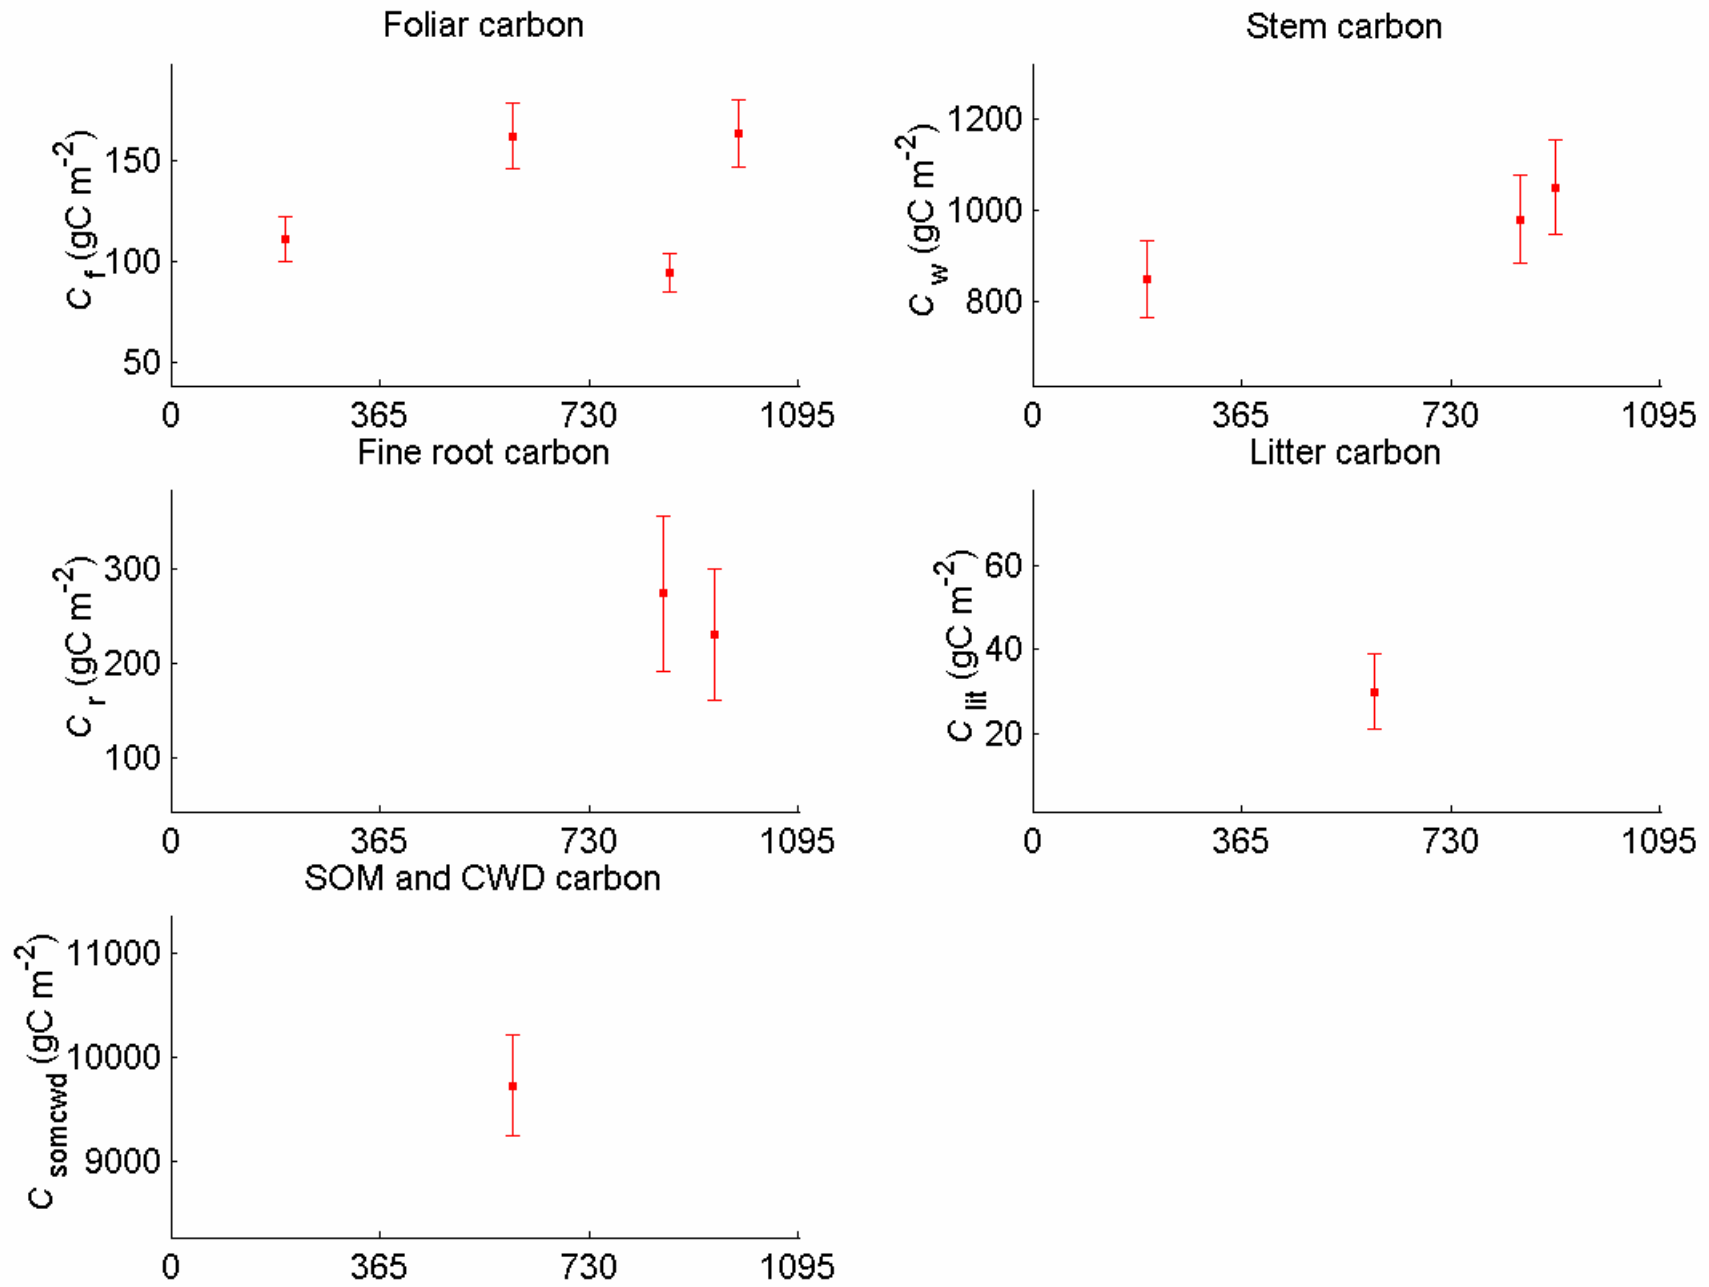 Foliar carbon
C f (gC m-2)
150
100
50
0 365 730 1095
Stem carbon
C w (gC m-2)
1200
1000
800
0 365 730 1095
Fine root carbon
C r (gC m-2)
300
200
100
0 365 730 1095
Litter carbon
C lit (gC m-2)
60
40
20
0 365 730 1095
SOM and CWD carbon
C somcwd (gC m-2)
11000
10000
9000
0 365 730 1095